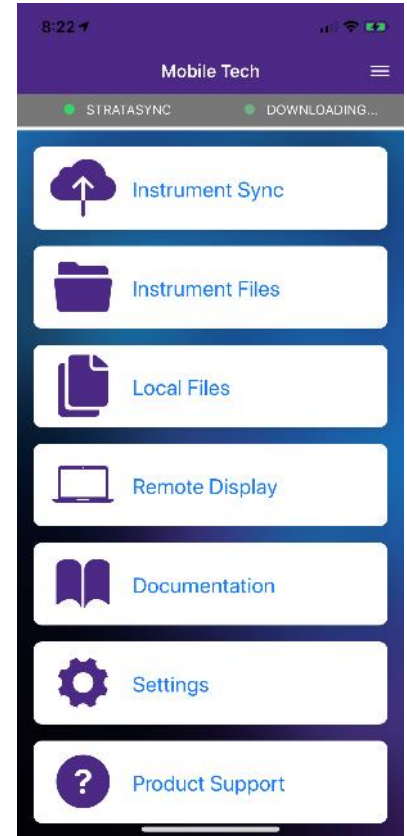 8:22
Mobile Tech
STRATASYNC DOWNLOADING...
Instrument Sync
Instrument Files
Local Files
Remote Display
Documentation
Settings
?
Product Support